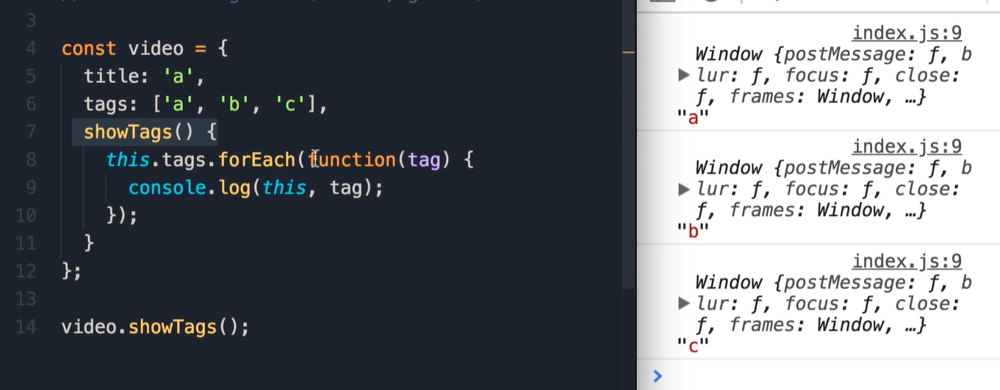 3
4 const video = {
5 title: 'a',
6 tags: ['a', 'b', 'c'],
7 showTags() {
8 this.tags.forEach(function(tag) {
9 console.log(this, tag);
10 });
11 }
12 };
13
14 video.showTags();
index.js:9
Window {postMessage: ƒ, b
▶lur: ƒ, focus: ƒ, close:
ƒ, frames: Window, …}
"a"
index.js:9
Window {postMessage: ƒ, b
▶lur: ƒ, focus: ƒ, close:
ƒ, frames: Window, …}
"b"
index.js:9
Window {postMessage: ƒ, b
▶lur: ƒ, focus: ƒ, close:
ƒ, frames: Window, …}
"c"